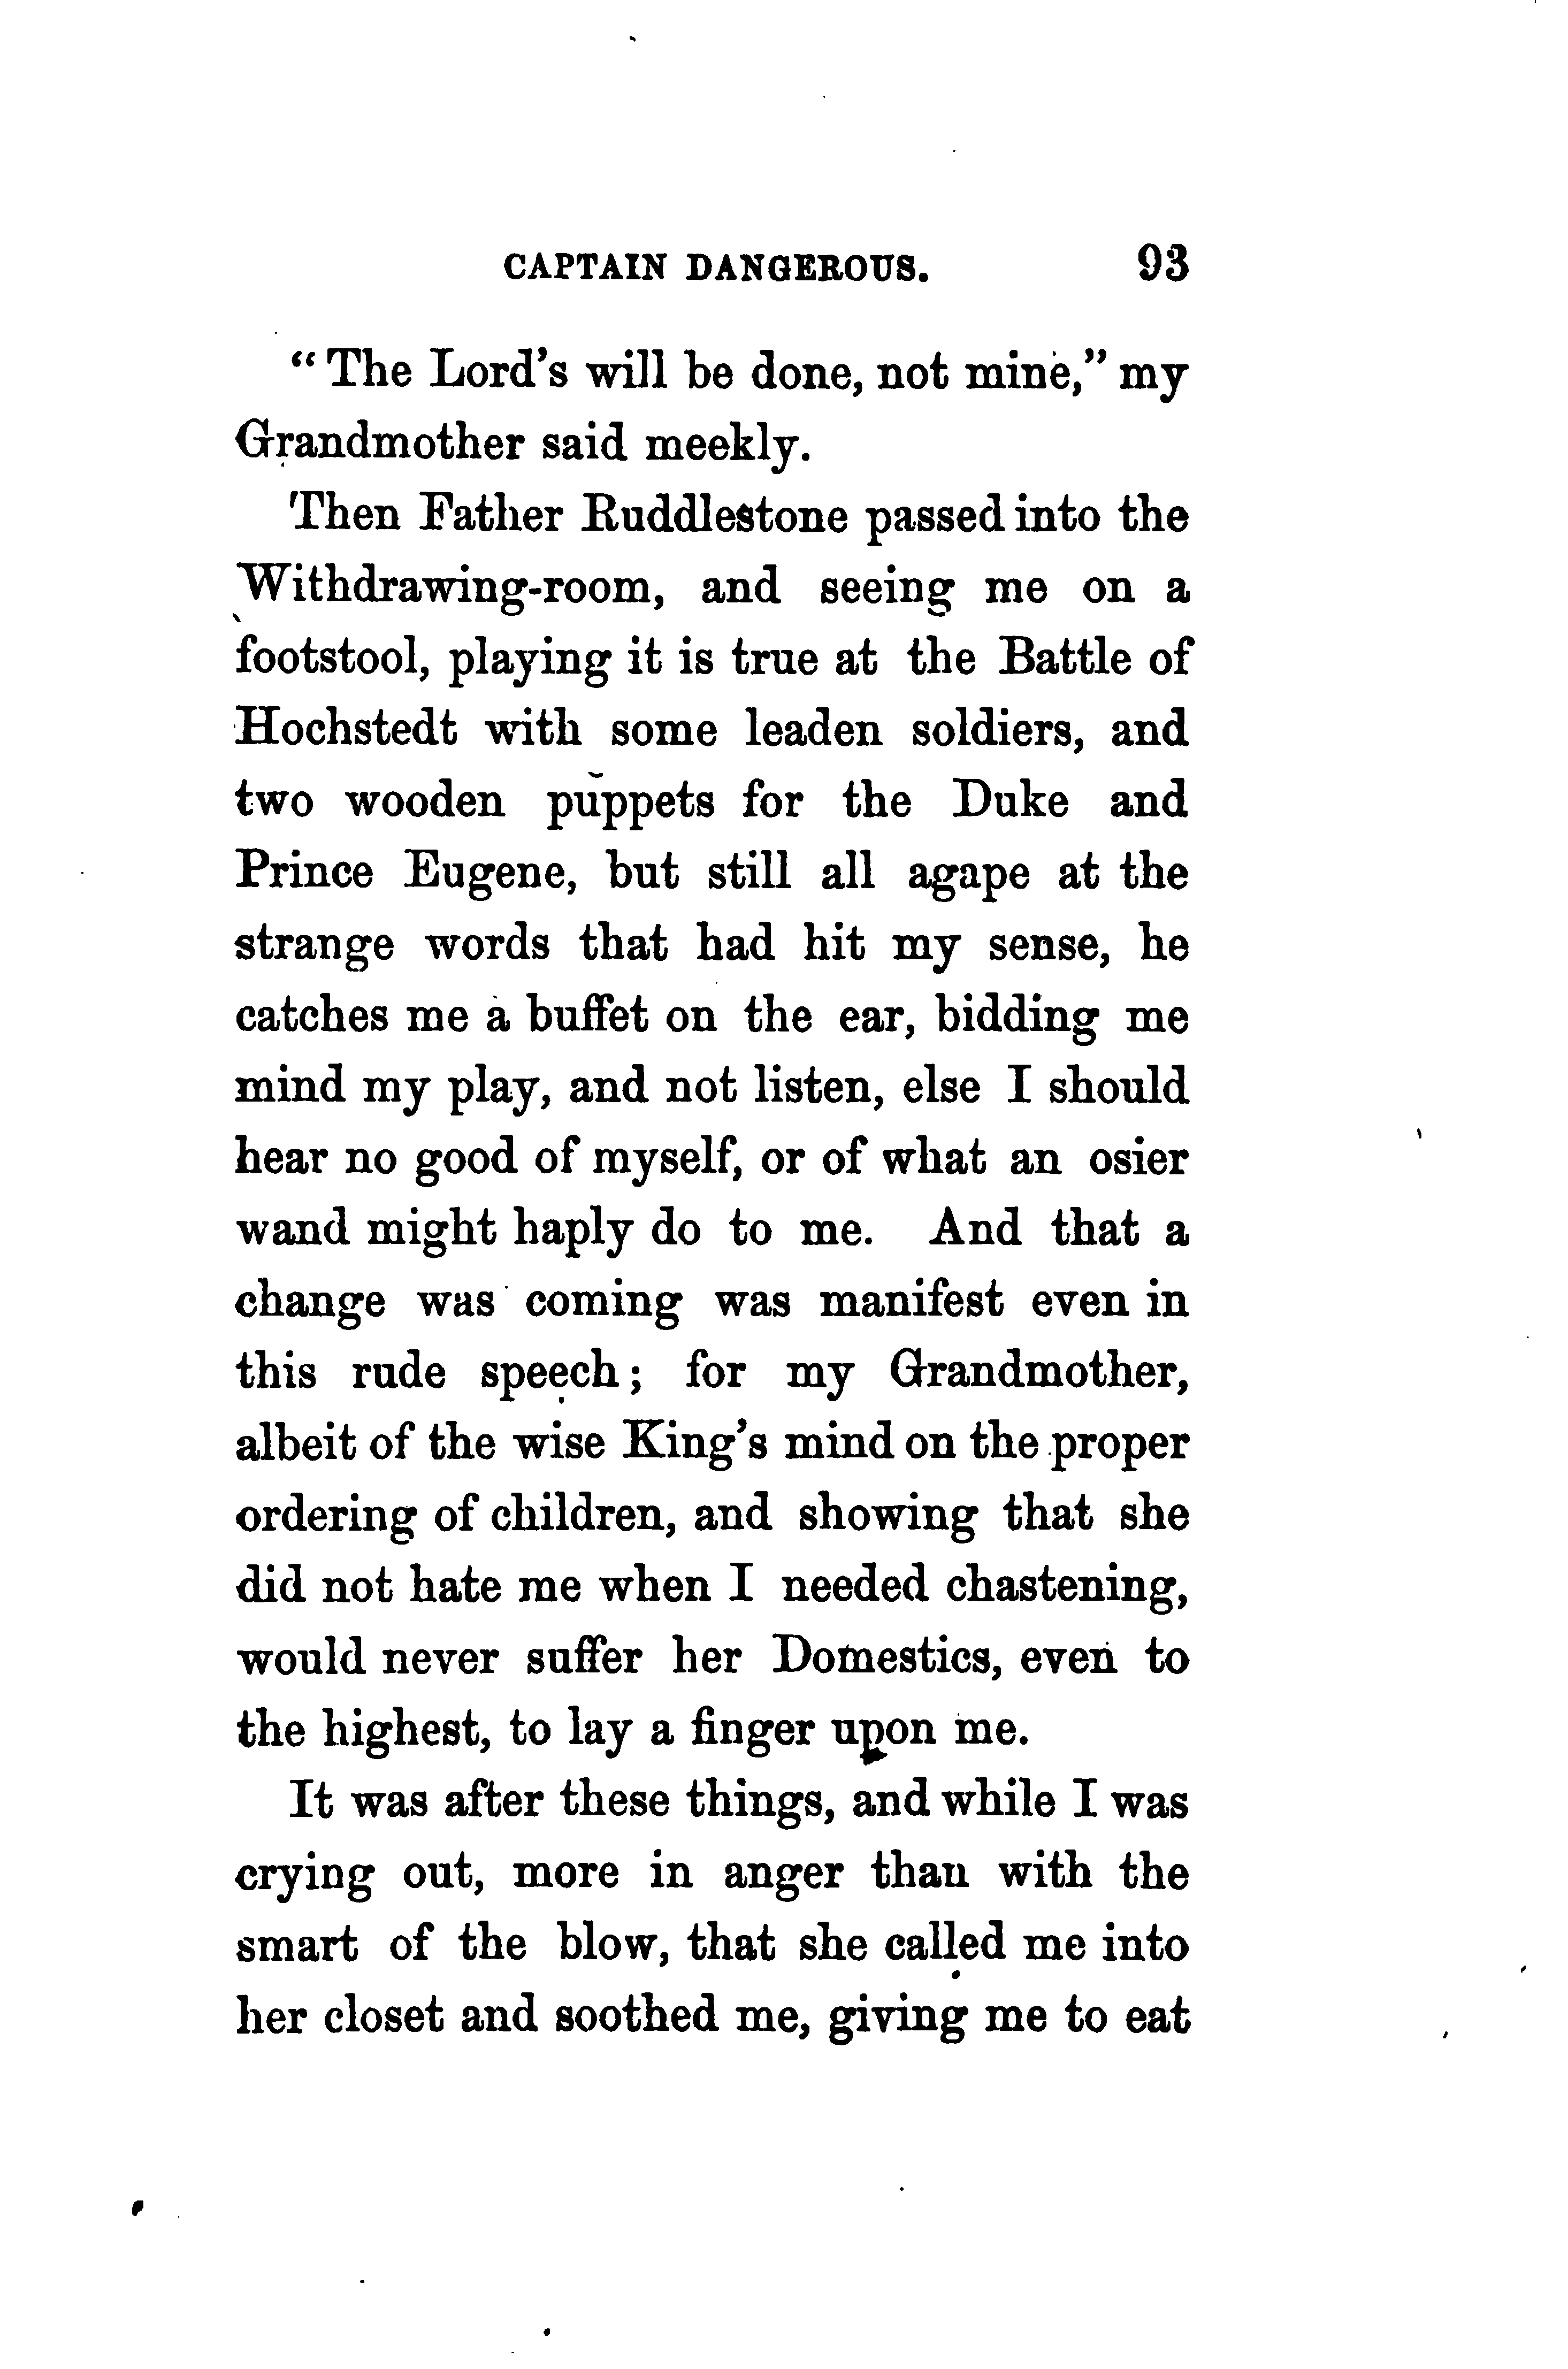 CAPTAIN DANGEROUS. 93
“The Lord’s will be done, not mine,” my
Grandmother said meekly.
Then Father Ruddlestone passed into the
Withdrawing-room, and seeing me on a
footstool, playing it is true at the Battle of
Hochstedt with some leaden soldiers, and
two wooden puppets for the Duke and
Prince Eugene, but still all agape at the
strange words that had hit my sense, he
catches me a buffet on the ear, bidding me
mind my play, and not listen, else I should
hear no good of myself, or of what an osier
wand might haply do to me. And that a
change was coming was manifest even in
this rude speech; for my Grandmother,
albeit of the wise King’s mind on the proper
ordering of children, and showing that she
did not hate me when I needed chastening,
would never suffer her Domestics, even to
the highest, to lay a finger upon me.
It was after these things, and while I was
crying out, more in anger than with the
smart of the blow, that she called me into
her closet and soothed me, giving me to eat